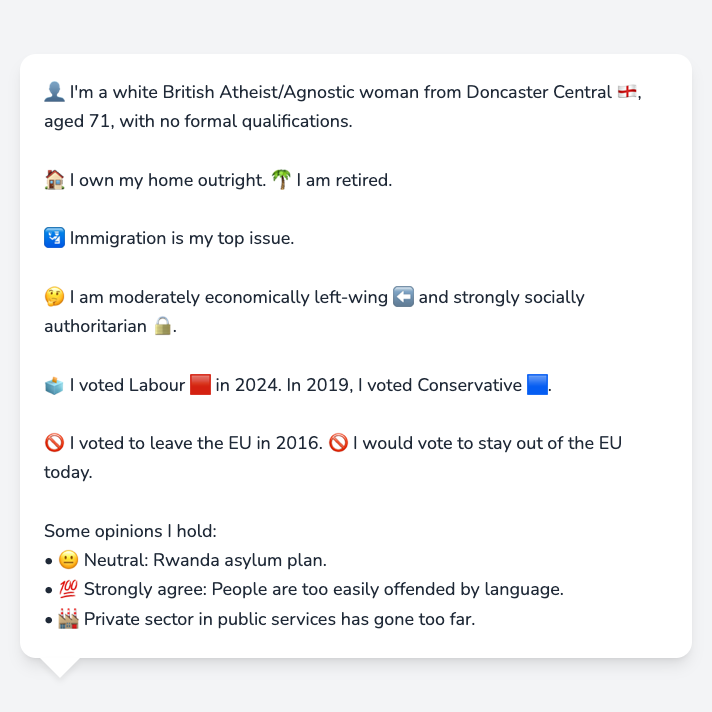 👤 I'm a white British Atheist/Agnostic woman from Doncaster Central 🏴󠁧󠁢󠁥󠁮󠁧󠁿,
aged 71, with no formal qualifications.
🏠 I own my home outright. 🌴 I am retired.
🛂 Immigration is my top issue.
🤔 I am moderately economically left-wing ⬅️ and strongly socially
authoritarian 🔒.
🗳️ I voted Labour 🟥 in 2024. In 2019, I voted Conservative 🟦.
🚫 I voted to leave the EU in 2016. 🚫 I would vote to stay out of the EU
today.
Some opinions I hold:
• 😐 Neutral: Rwanda asylum plan.
• 💯 Strongly agree: People are too easily offended by language.
• 🏭 Private sector in public services has gone too far.